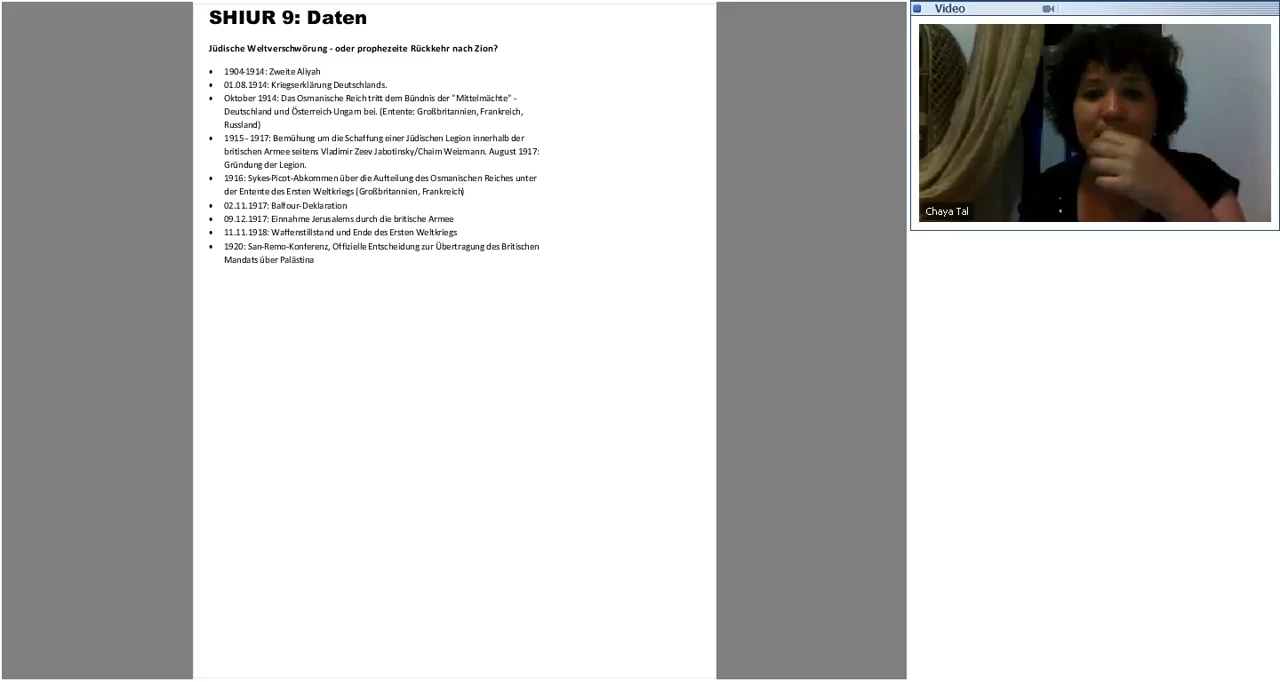 SHIUR 9: Daten
Jüdische Weltverschwörung - oder prophezeite Rückkehr nach Zion?
• 1904-1914: Zweite Aliyah
• 01.08.1914: Kriegserklärung Deutschlands.
• Oktober 1914: Das Osmanische Reich tritt dem Bündnis der "Mittelmächte" -
Deutschland und Österreich-Ungarn bei. (Entente: Großbritannien, Frankreich,
Russland)
• 1915 - 1917: Bemühung um die Schaffung einer Jüdischen Legion innerhalb der
britischen Armee seitens Vladimir Zeev Jabotinsky/Chaim Weizmann. August 1917:
Gründung der Legion.
• 1916: Sykes-Picot-Abkommen über die Aufteilung des Osmanischen Reiches unter
der Entente des Ersten Weltkriegs (Großbritannien, Frankreich)
• 02.11.1917: Balfour-Deklaration
• 09.12.1917: Einnahme Jerusalems durch die britische Armee
• 11.11.1918: Waffenstillstand und Ende des Ersten Weltkriegs
• 1920: San-Remo-Konferenz, Offizielle Entscheidung zur Übertragung des Britischen
Mandats über Palästina
Video
Chaya Tal